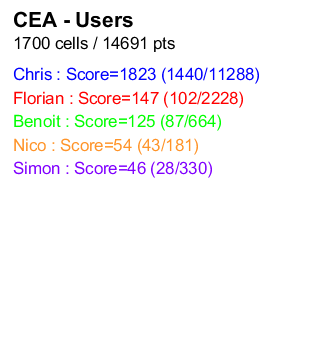 CEA - Users
1700 cells / 14691 pts
Chris : Score=1823 (1440/11288)
Florian : Score=147 (102/2228)
Benoit : Score=125 (87/664)
Nico : Score=54 (43/181)
Simon : Score=46 (28/330)